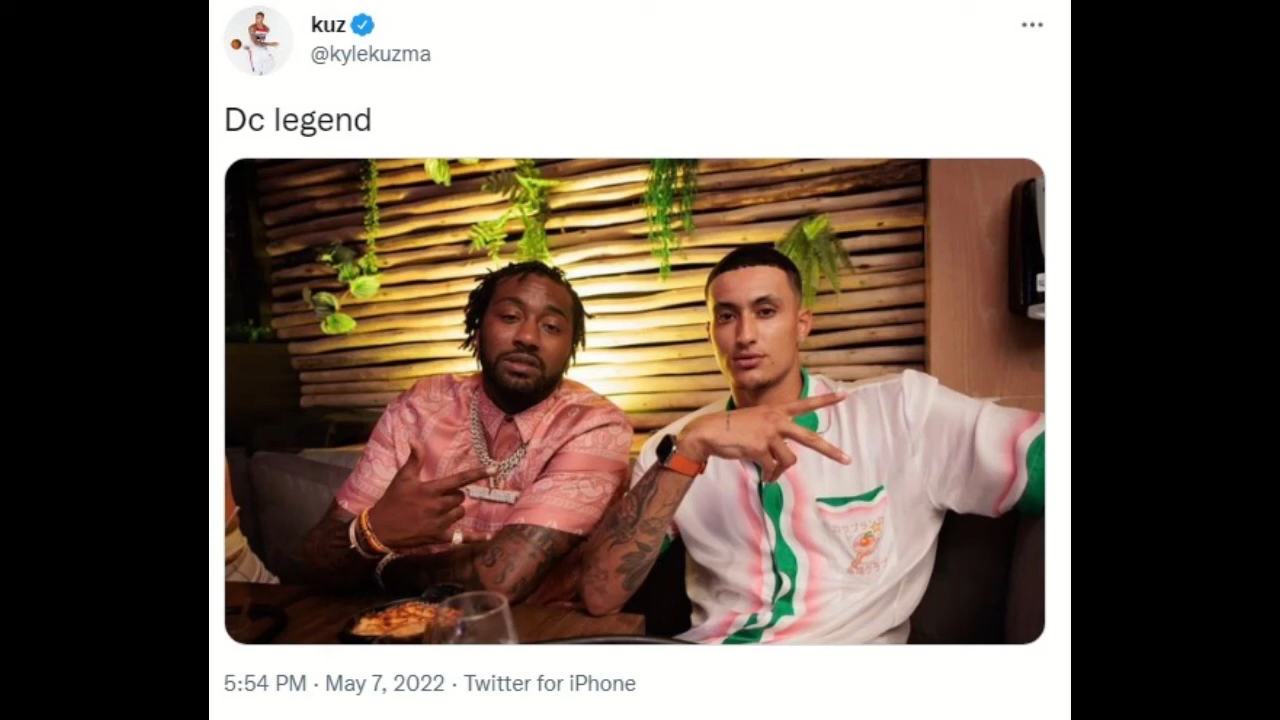 kuz
@kylekuzma
Dc legend
5:54 PM · May 7, 2022 · Twitter for iPhone